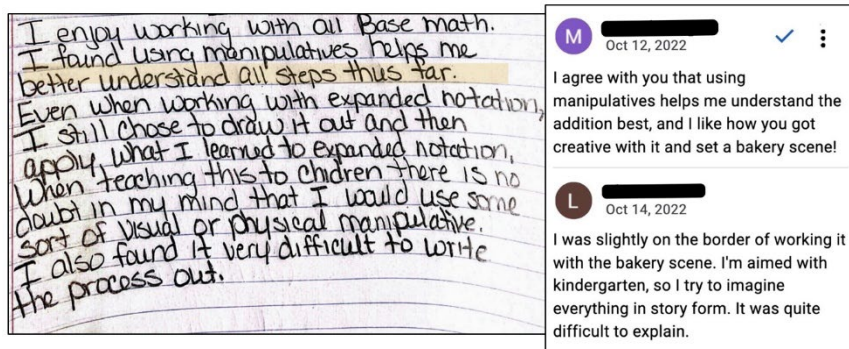 I enjoy working with all Base math.
I found using manipulatives helps me
better understand all steps thus far.
Even when working with expanded notation,
I still chose to draw it out and then
apply what I learned to expanded notation,
When teaching this to chidren there is no
doubt in my mind that I would use some
sort of visual or physical manipulative.
I also found it very difficult to write
the process out.
M
Oct 12, 2022
I agree with you that using
manipulatives helps me understand the
addition best, and I like how you got
creative with it and set a bakery scene!
L
Oct 14, 2022
I was slightly on the border of working it
with the bakery scene. I'm aimed with
kindergarten, so I try to imagine
everything in story form. It was quite
difficult to explain.